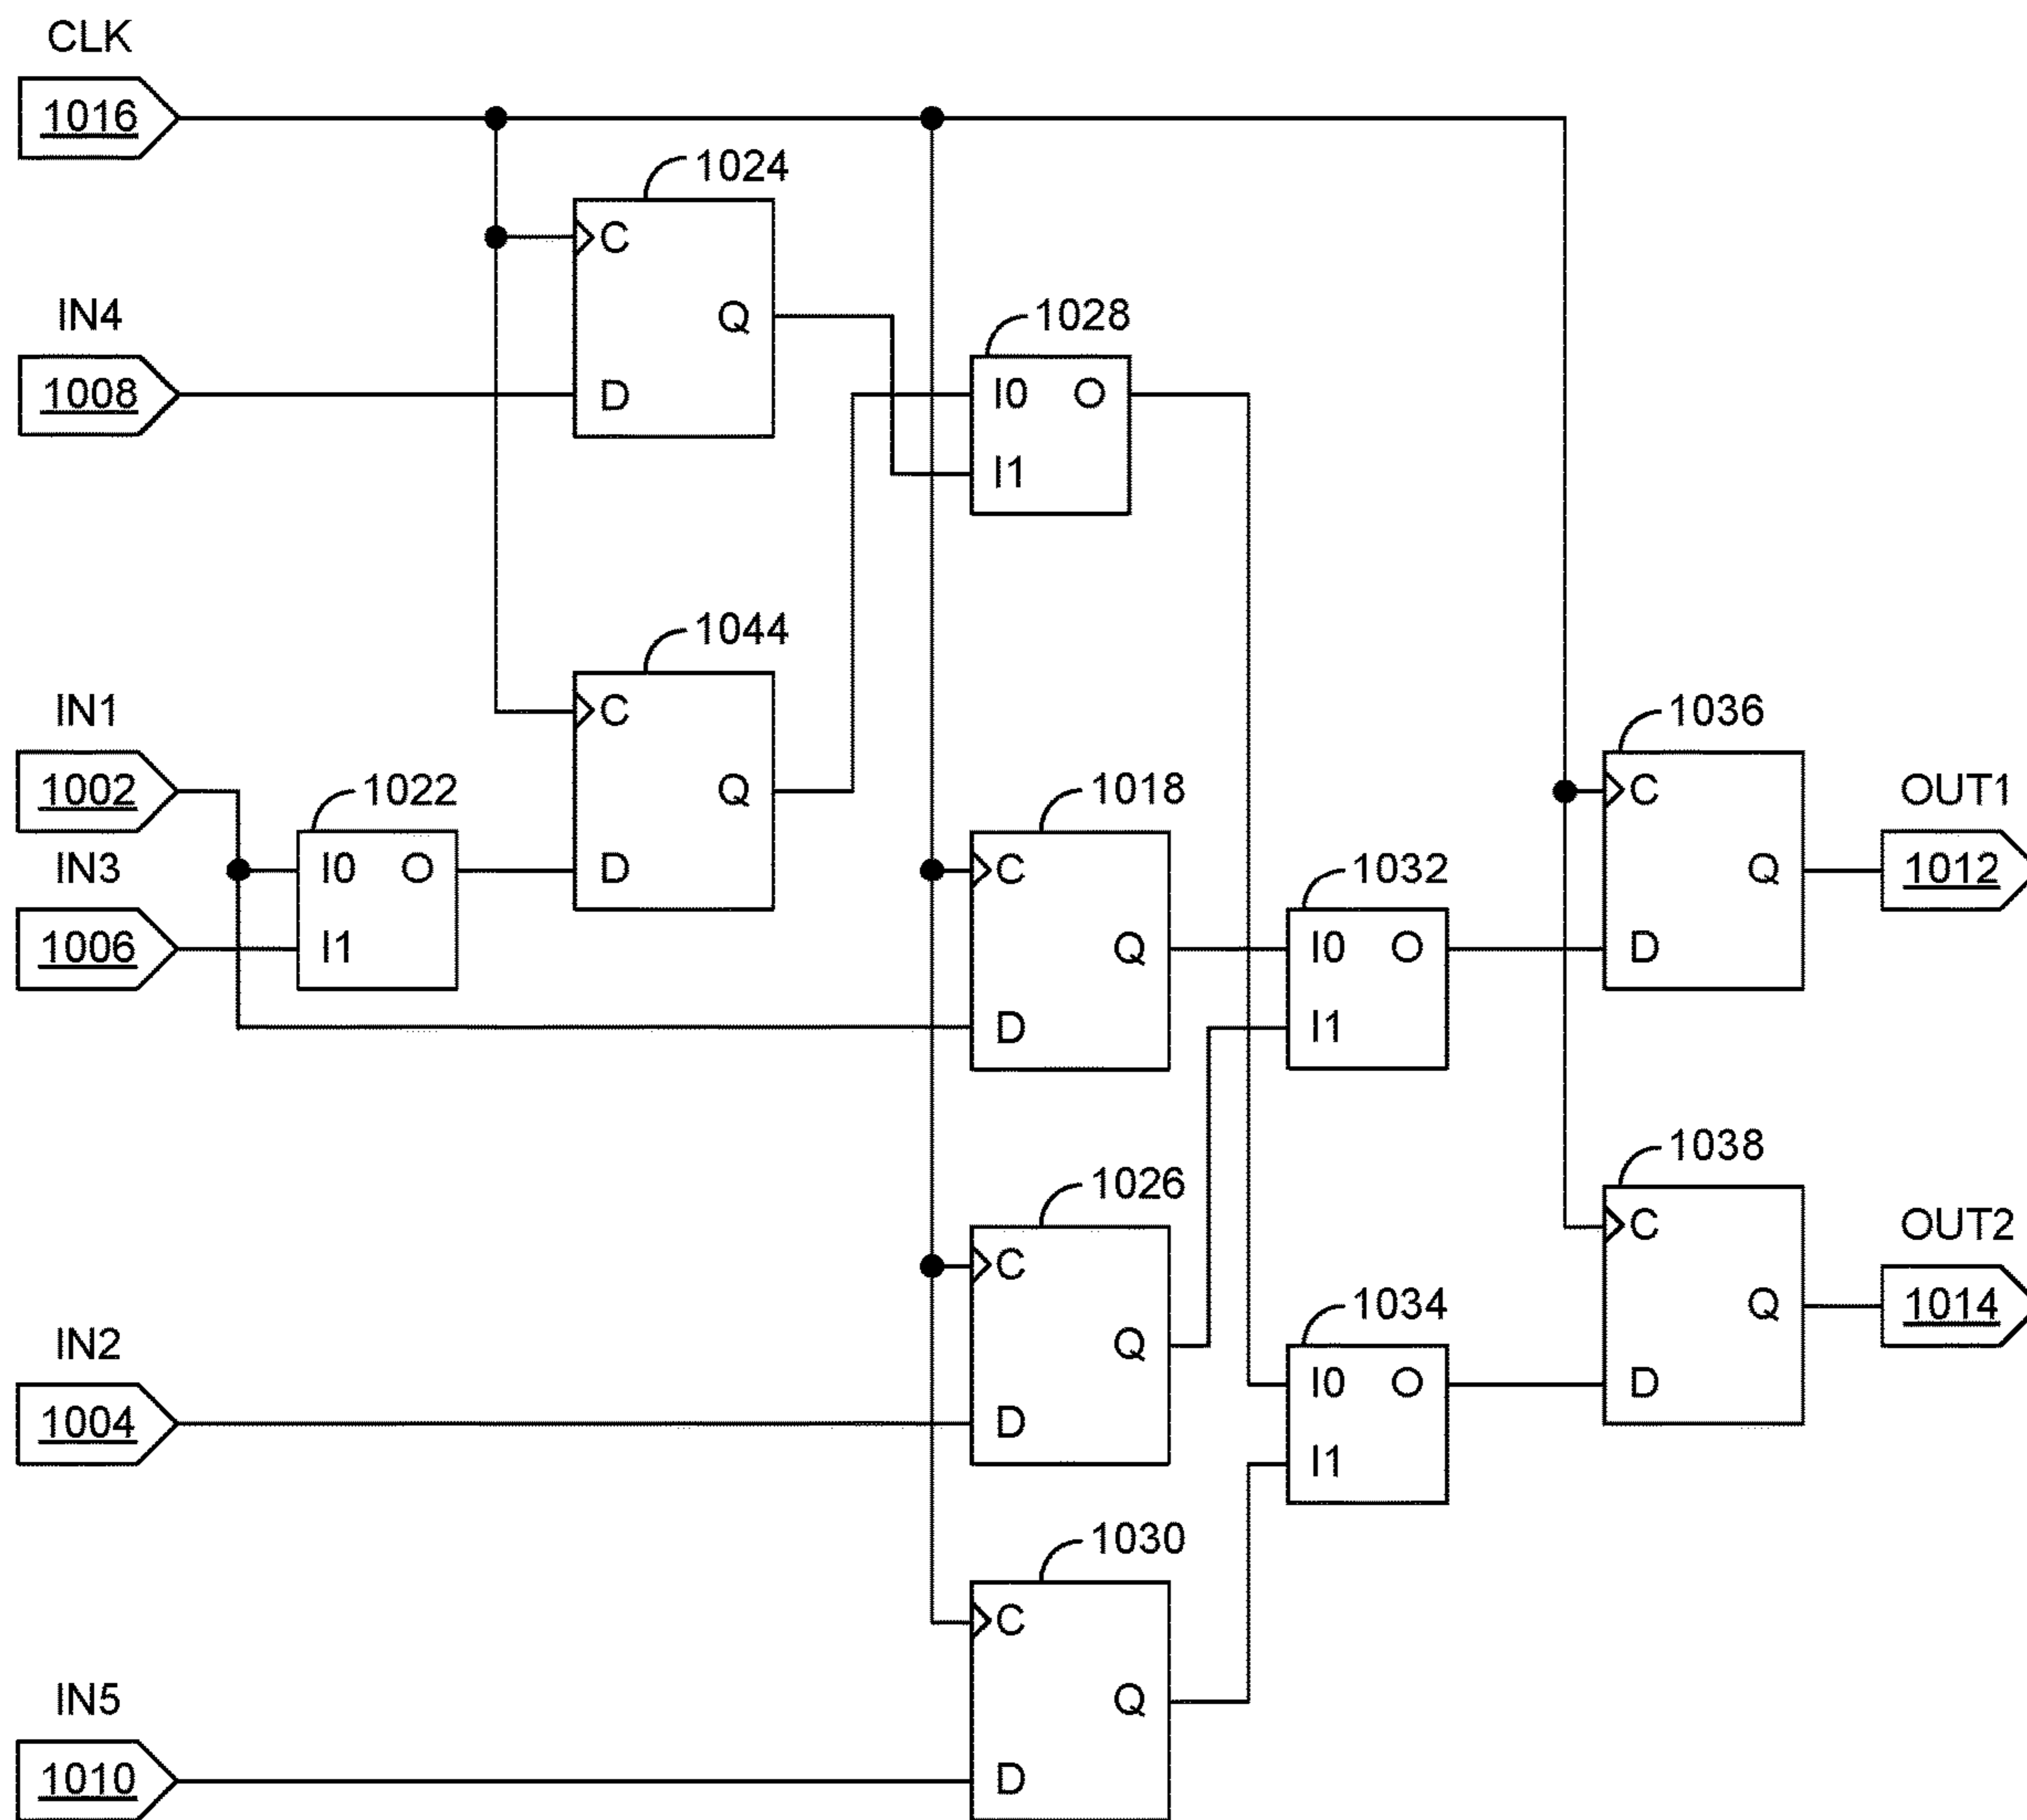 CLK
1016
1024
C
Q
D
IN4
1008
1028
I0 O
I1
1044
C
Q
D
IN1
1002
1022
I0 O
I1
IN3
1006
1018
C
Q
D
1032
I0 O
I1
1036
C
Q
D
OUT1
1012
1026
C
Q
D
IN2
1004
1034
I0 O
I1
1038
C
Q
D
OUT2
1014
1030
C
Q
D
IN5
1010